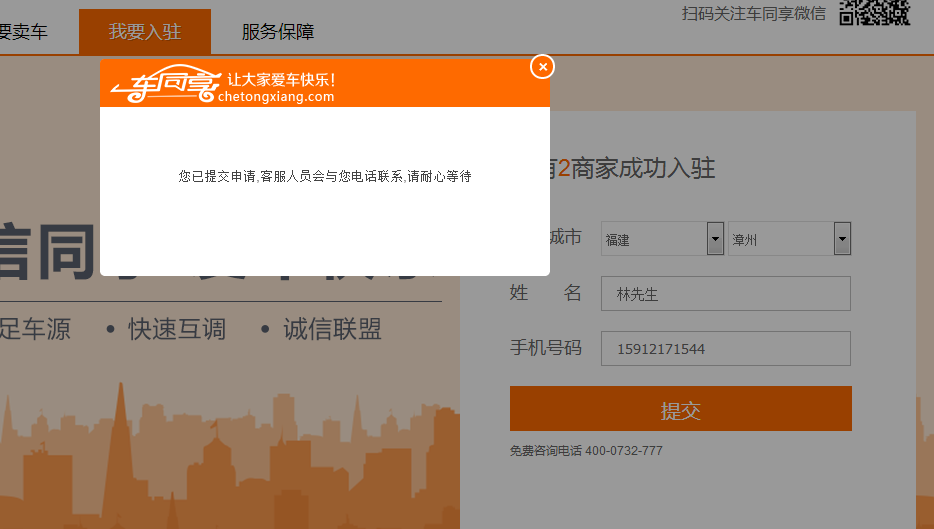 要卖车 我要入驻 服务保障 扫码关注车同享微信
车同享 让大家爱车快乐!
chetongxiang.com
您已提交申请,客服人员会与您电话联系,请耐心等待
有2商家成功入驻
城市 福建 漳州
信同
姓 名 林先生
足车源 • 快速互调 • 诚信联盟
手机号码 15912171544
提交
免费咨询电话 400-0732-777